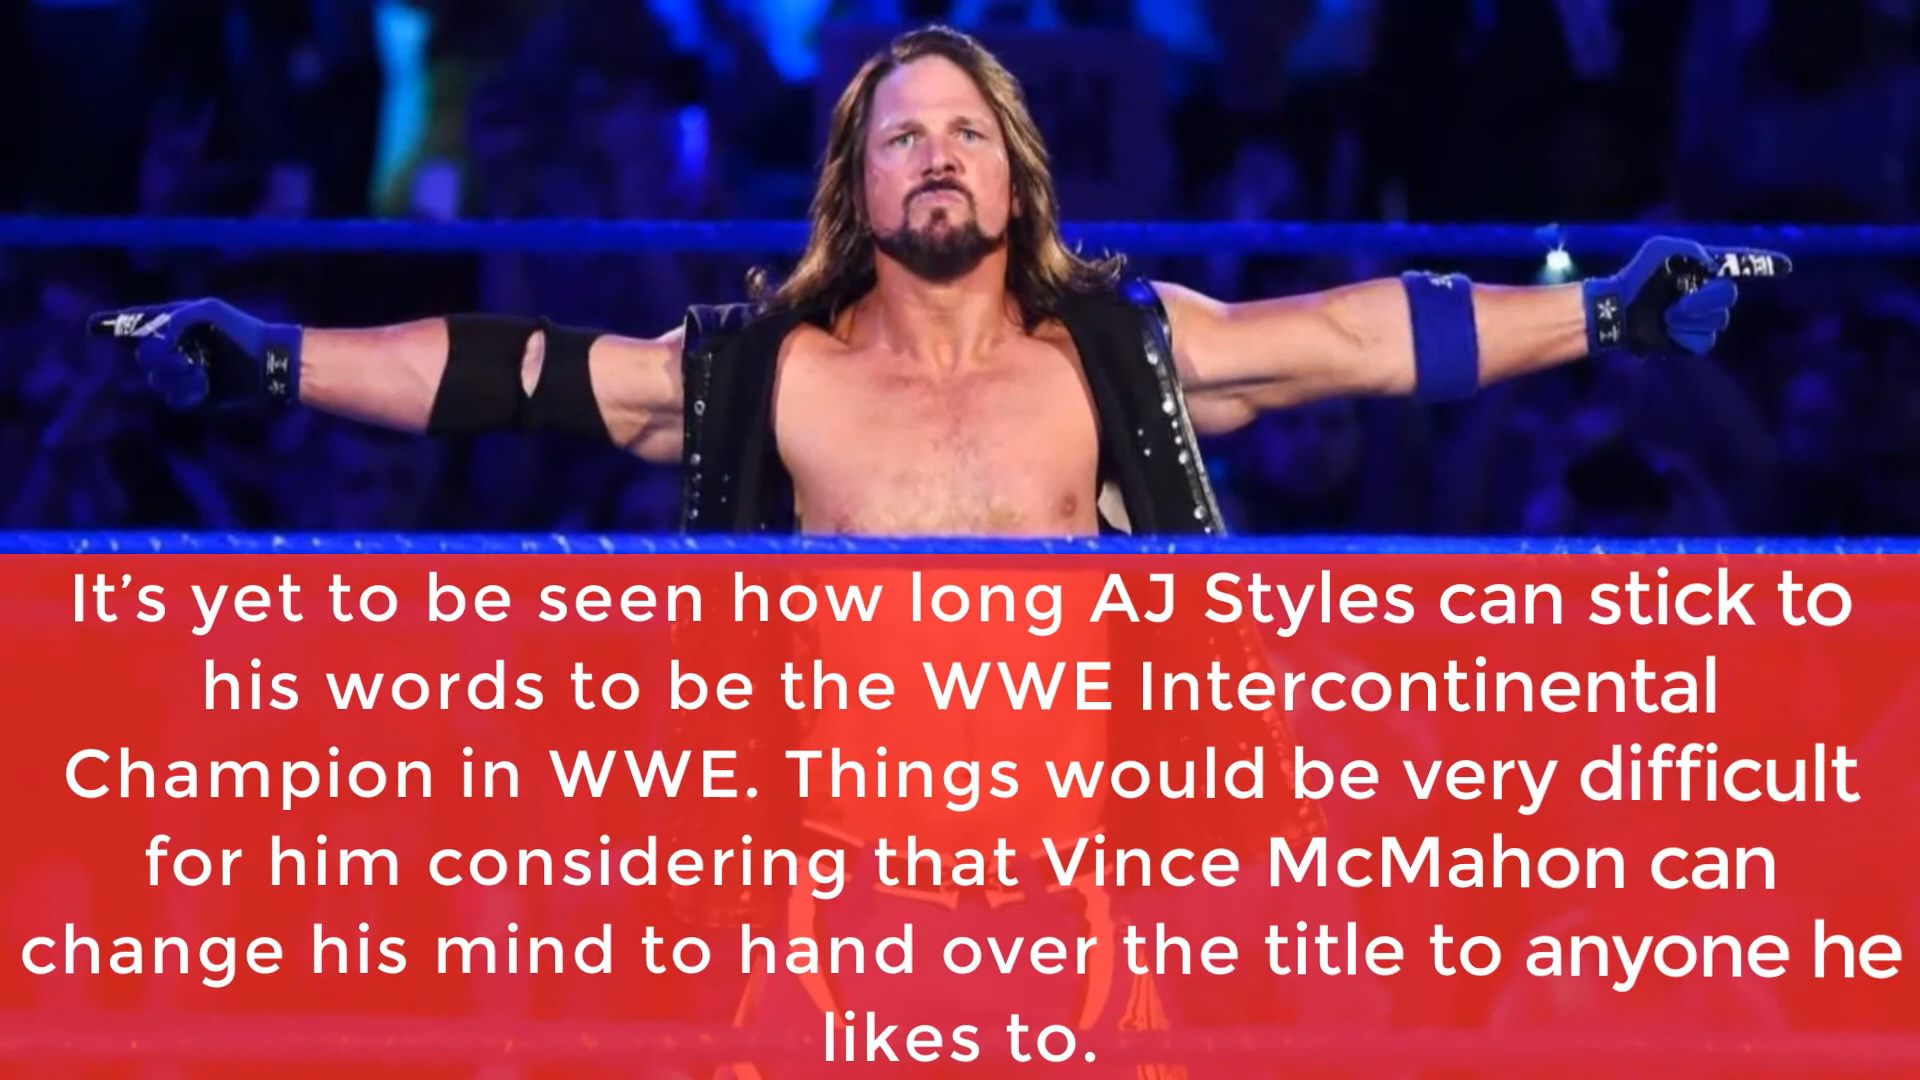 It’s yet to be seen how long AJ Styles can stick to
his words to be the WWE Intercontinental
Champion in WWE. Things would be very difficult
for him considering that Vince McMahon can
change his mind to hand over the title to anyone he
likes to.